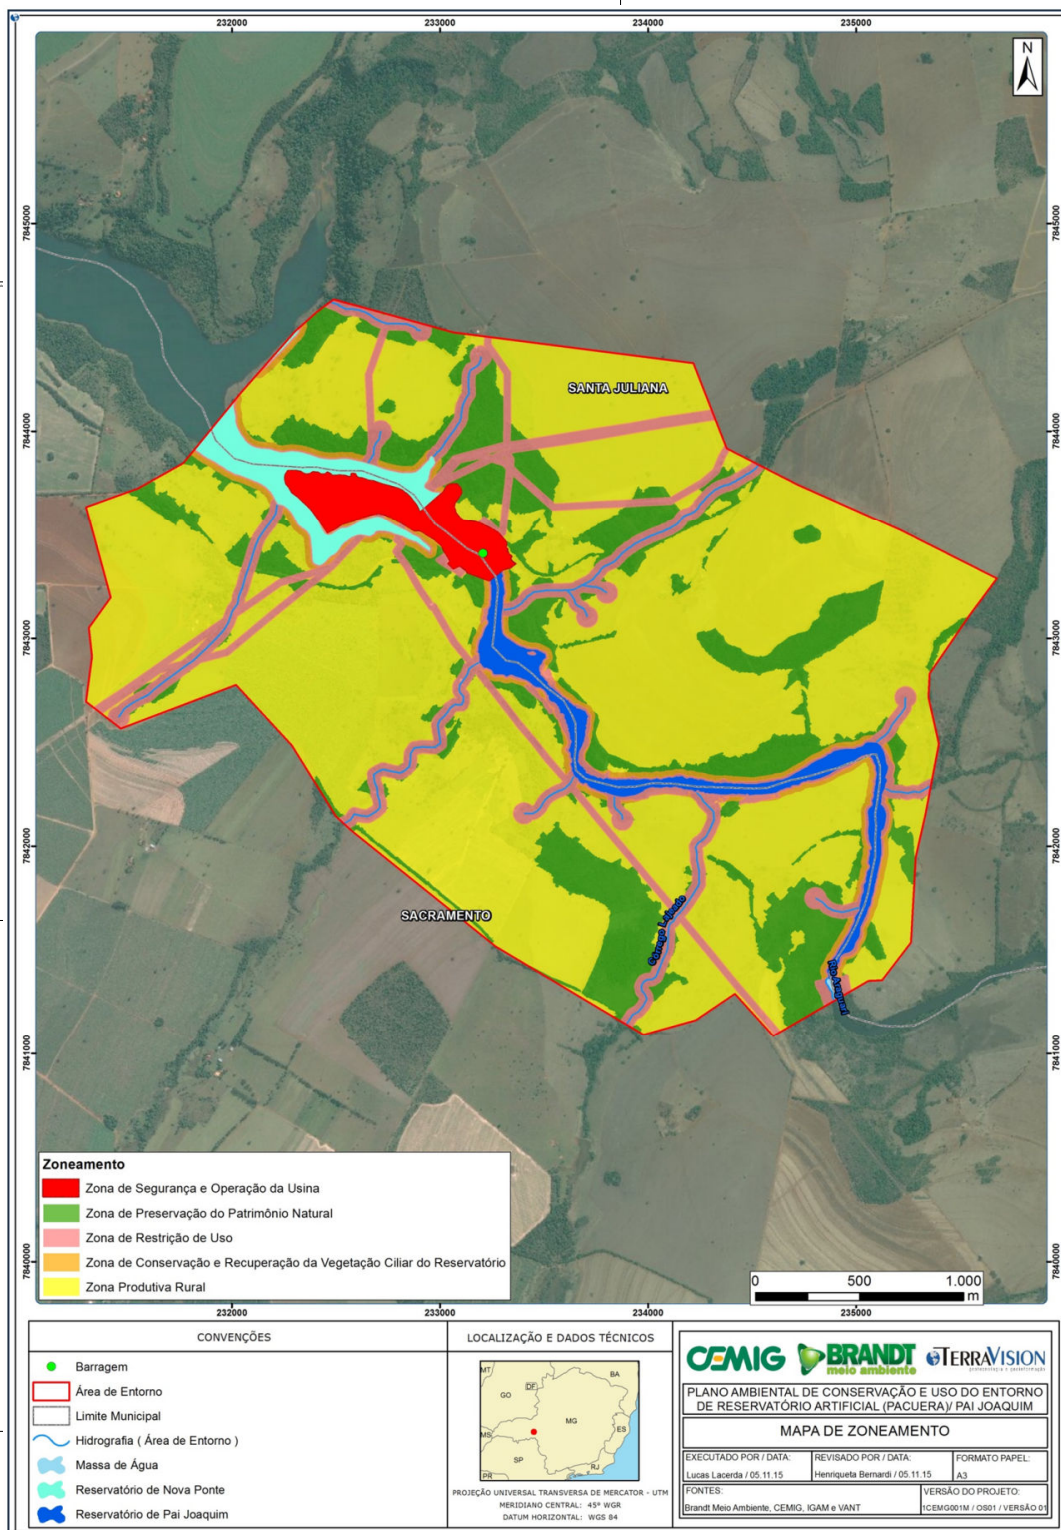 232000 233000 234000 235000
N
7845000 7845000
SANTA JULIANA
7844000 7844000
7843000 7843000
7842000 7842000
SACRAMENTO
Córrego Lajeado
Rio Araguari
7841000 7841000
Zoneamento
Zona de Segurança e Operação da Usina
Zona de Preservação do Patrimônio Natural
Zona de Restrição de Uso
Zona de Conservação e Recuperação da Vegetação Ciliar do Reservatório
Zona Produtiva Rural
7840000 7840000
0 500 1.000
m
232000 233000 234000 235000
CONVENÇÕES
Barragem
Área de Entorno
Limite Municipal
Hidrografia ( Área de Entorno )
Massa de Água
Reservatório de Nova Ponte
Reservatório de Pai Joaquim
LOCALIZAÇÃO E DADOS TÉCNICOS
MT
DF
BA
GO
MG
MS
ES
SP
RJ
PR
PROJEÇÃO UNIVERSAL TRANSVERSA DE MERCATOR - UTM
MERIDIANO CENTRAL: 45° WGR
DATUM HORIZONTAL: WGS 84
CEMIG BRANDT meio ambiente TERRAVISION
PLANO AMBIENTAL DE CONSERVAÇÃO E USO DO ENTORNO
DE RESERVATÓRIO ARTIFICIAL (PACUERA)/ PAI JOAQUIM
MAPA DE ZONEAMENTO
EXECUTADO POR / DATA:
Lucas Lacerda / 05.11.15
REVISADO POR / DATA:
Henriqueta Bernardi / 05.11.15
FORMATO PAPEL:
A3
FONTES:
Brandt Meio Ambiente, CEMIG, IGAM e VANT
VERSÃO DO PROJETO:
1CEMG001M / OS01 / VERSÃO 01